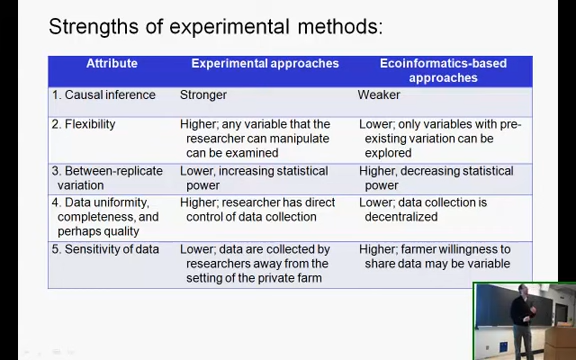 Strengths of experimental methods:
Attribute
Experimental approaches
Ecoinformatics-based
approaches
1. Causal inference
Stronger
Weaker
2. Flexibility
Higher; any variable that the
researcher can manipulate
can be examined
Lower; only variables with pre-
existing variation can be
explored
3. Between-replicate
variation
Lower, increasing statistical
power
Higher, decreasing statistical
power
4. Data uniformity,
completeness, and
perhaps quality
Higher; researcher has direct
control of data collection
Lower; data collection is
decentralized
5. Sensitivity of data
Lower; data are collected by
researchers away from the
setting of the private farm
Higher; farmer willingness to
share data may be variable